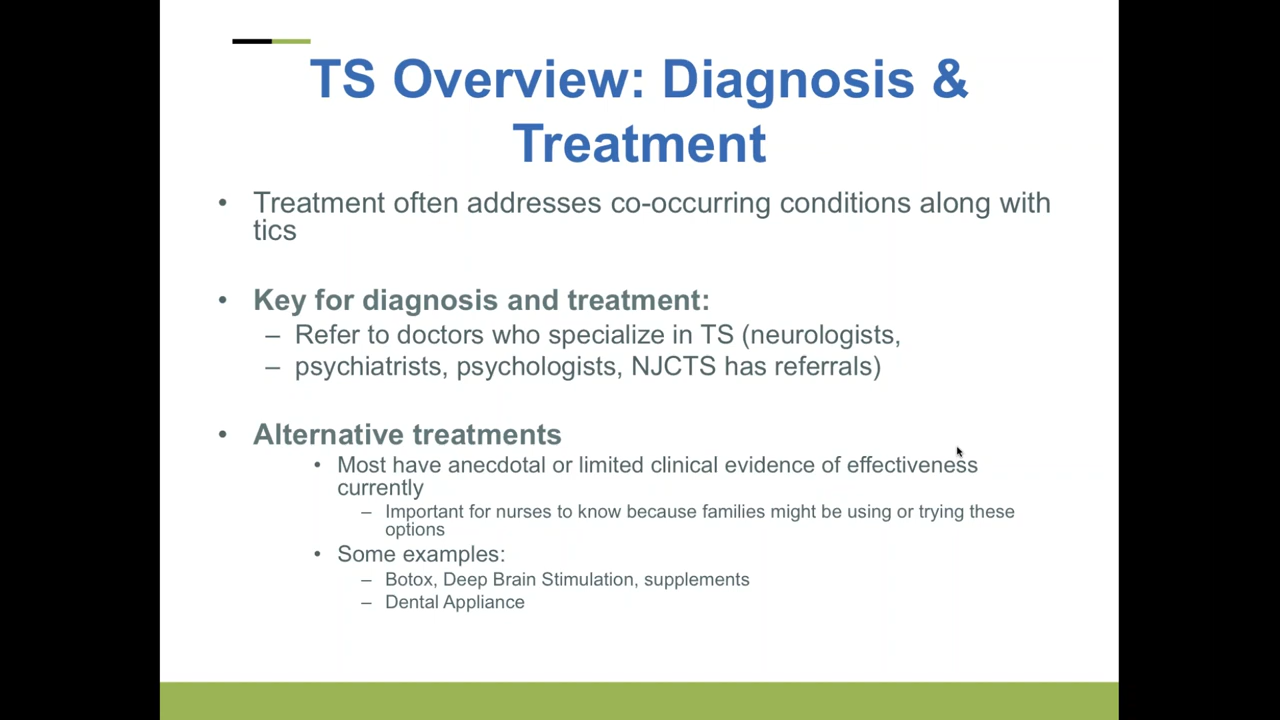 TS Overview: Diagnosis &
Treatment
• Treatment often addresses co-occurring conditions along with
tics
• Key for diagnosis and treatment:
– Refer to doctors who specialize in TS (neurologists,
– psychiatrists, psychologists, NJCTS has referrals)
• Alternative treatments
• Most have anecdotal or limited clinical evidence of effectiveness
currently
– Important for nurses to know because families might be using or trying these
options
• Some examples:
– Botox, Deep Brain Stimulation, supplements
– Dental Appliance